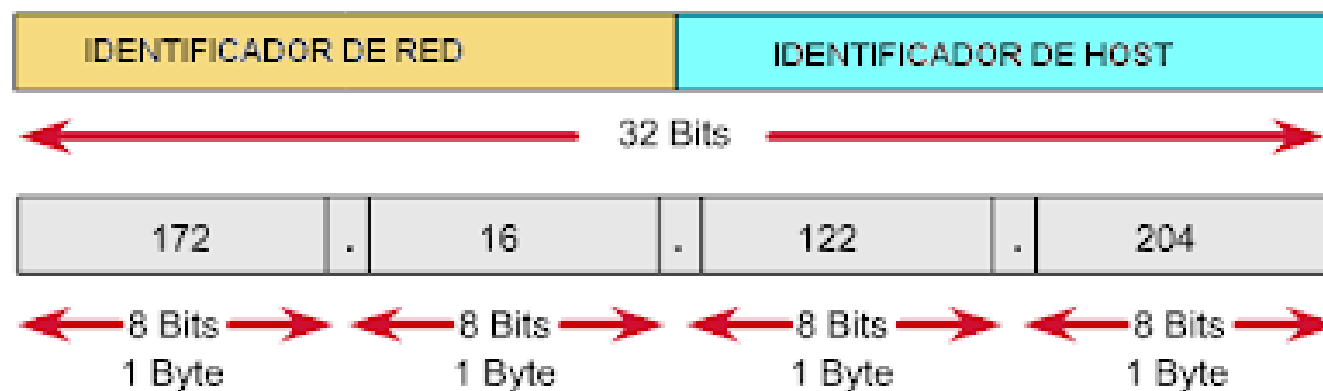 IDENTIFICADOR DE RED IDENTIFICADOR DE HOST
32 Bits
172 . 16 . 122 . 204
8 Bits 8 Bits 8 Bits 8 Bits
1 Byte 1 Byte 1 Byte 1 Byte